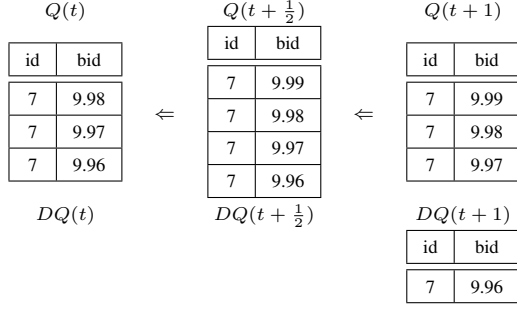 Q(t)
id bid
7 9.98
7 9.97
7 9.96
DQ(t)
⇐
Q(t + 1/2)
id bid
7 9.99
7 9.98
7 9.97
7 9.96
DQ(t + 1/2)
⇐
Q(t + 1)
id bid
7 9.99
7 9.98
7 9.97
DQ(t + 1)
id bid
7 9.96